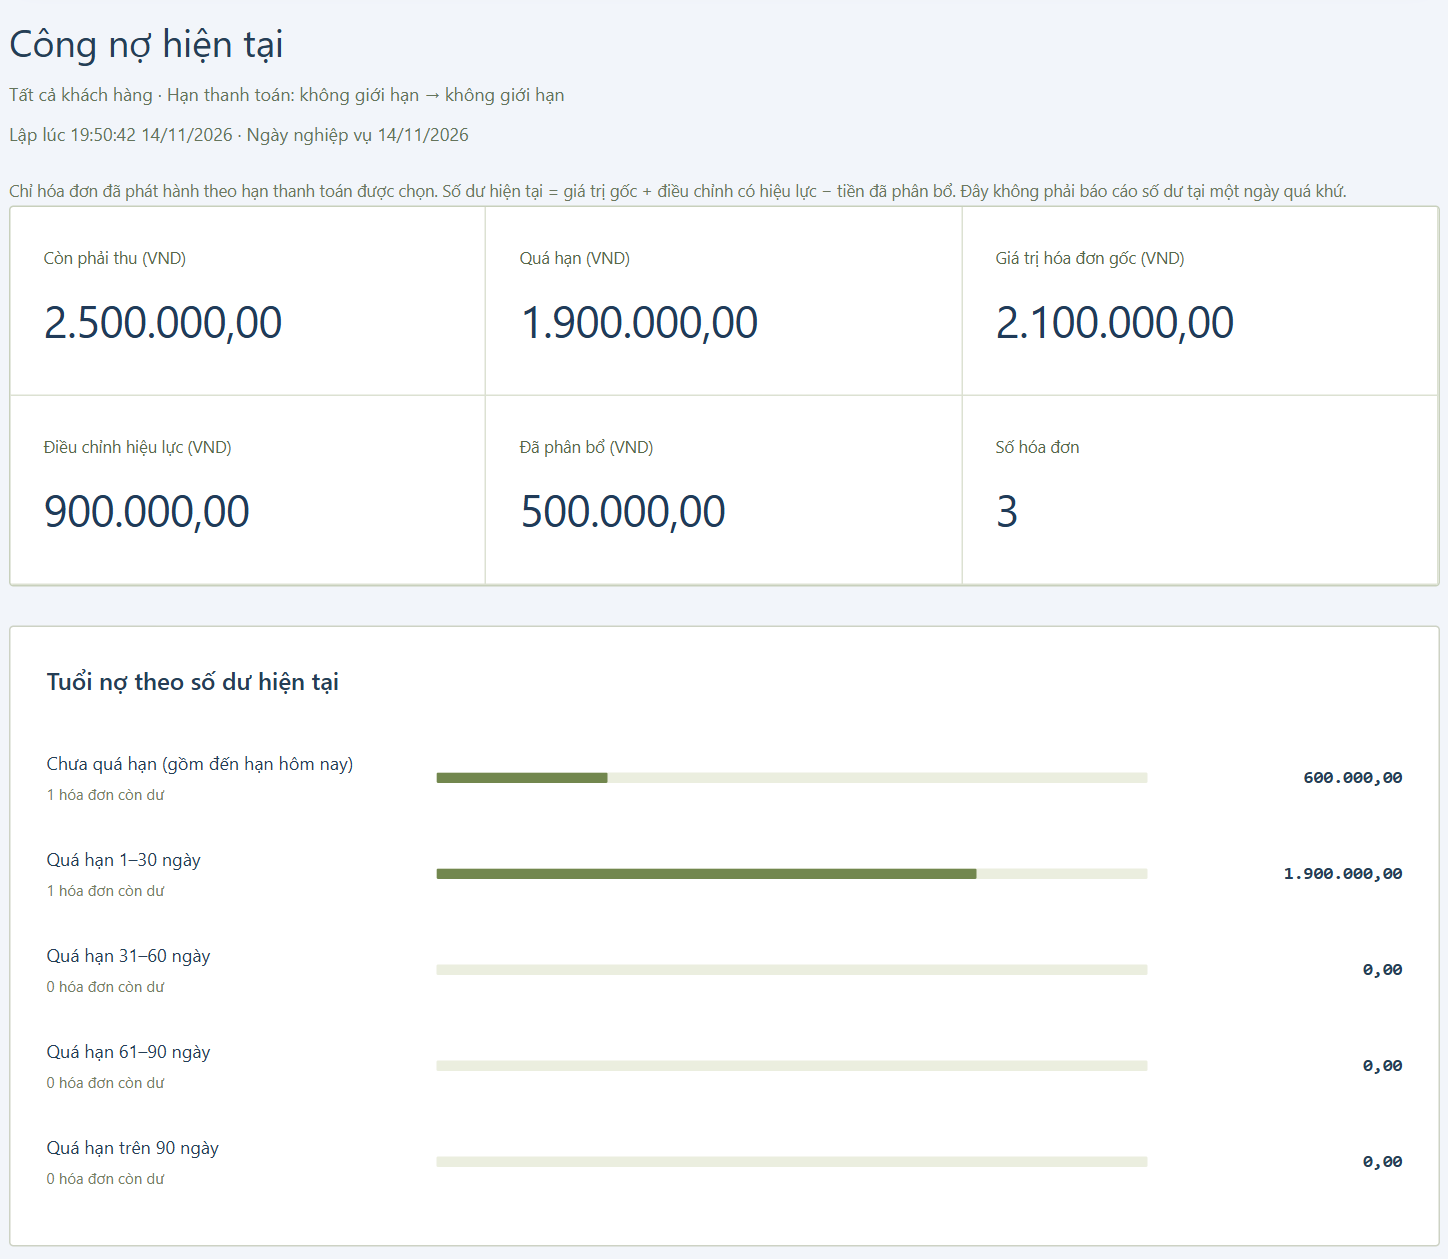 Công nợ hiện tại
Tất cả khách hàng · Hạn thanh toán: không giới hạn → không giới hạn
Lập lúc 19:50:42 14/11/2026 · Ngày nghiệp vụ 14/11/2026
Chỉ hóa đơn đã phát hành theo hạn thanh toán được chọn. Số dư hiện tại = giá trị gốc + điều chỉnh có hiệu lực − tiền đã phân bổ. Đây không phải báo cáo số dư tại một ngày quá khứ.
Còn phải thu (VND)
2.500.000,00
Quá hạn (VND)
1.900.000,00
Giá trị hóa đơn gốc (VND)
2.100.000,00
Điều chỉnh hiệu lực (VND)
900.000,00
Đã phân bổ (VND)
500.000,00
Số hóa đơn
3
Tuổi nợ theo số dư hiện tại
Chưa quá hạn (gồm đến hạn hôm nay)
1 hóa đơn còn dư
600.000,00
Quá hạn 1–30 ngày
1 hóa đơn còn dư
1.900.000,00
Quá hạn 31–60 ngày
0 hóa đơn còn dư
0,00
Quá hạn 61–90 ngày
0 hóa đơn còn dư
0,00
Quá hạn trên 90 ngày
0 hóa đơn còn dư
0,00